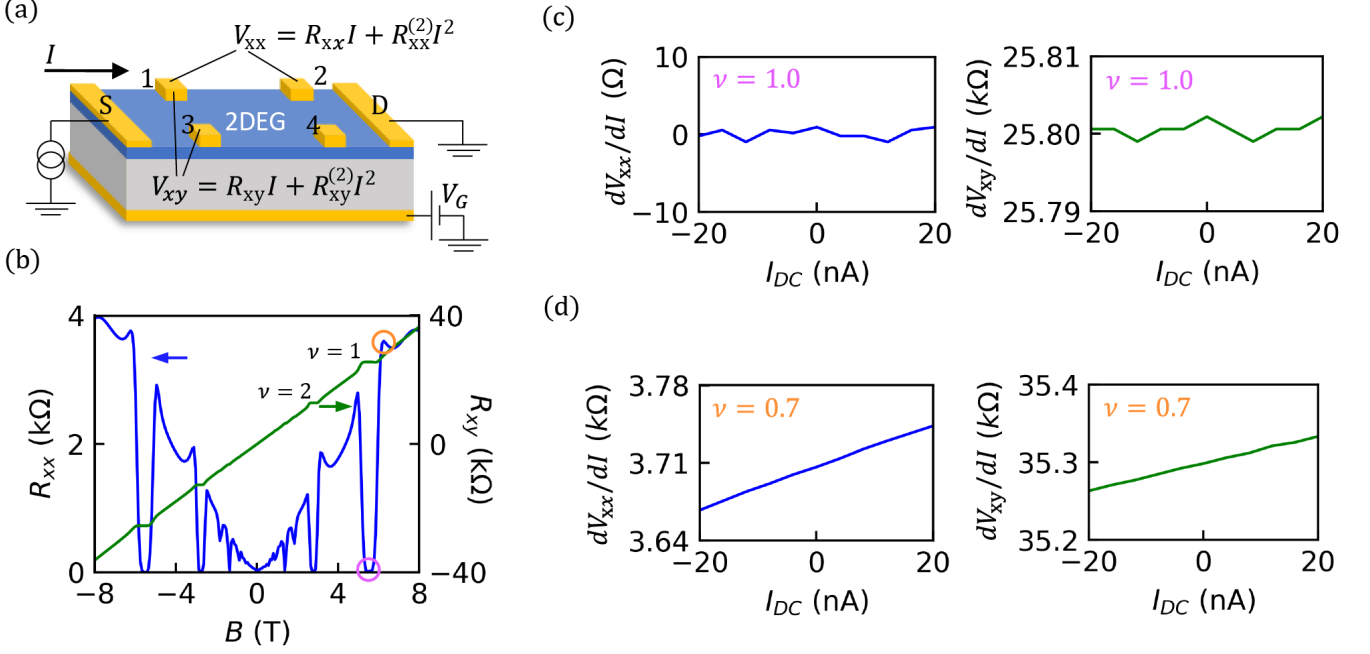 (a)
V_xx = R_xx I + R_xx^(2) I^2
I
1
2
S
3
2DEG
4
D
V_xy = R_xy I + R_xy^(2) I^2
V_G
(b)
4
2
0
R_xx (kΩ)
ν = 1
ν = 2
40
0
−40
R_xy (kΩ)
−8 −4 0 4 8
B (T)
(c)
10
0
−10
dV_xx/dI (Ω)
ν = 1.0
−20 0 20
I_DC (nA)
25.81
25.80
25.79
dV_xy/dI (kΩ)
ν = 1.0
−20 0 20
I_DC (nA)
(d)
3.78
3.71
3.64
dV_xx/dI (kΩ)
ν = 0.7
−20 0 20
I_DC (nA)
35.4
35.3
35.2
dV_xy/dI (kΩ)
ν = 0.7
−20 0 20
I_DC (nA)